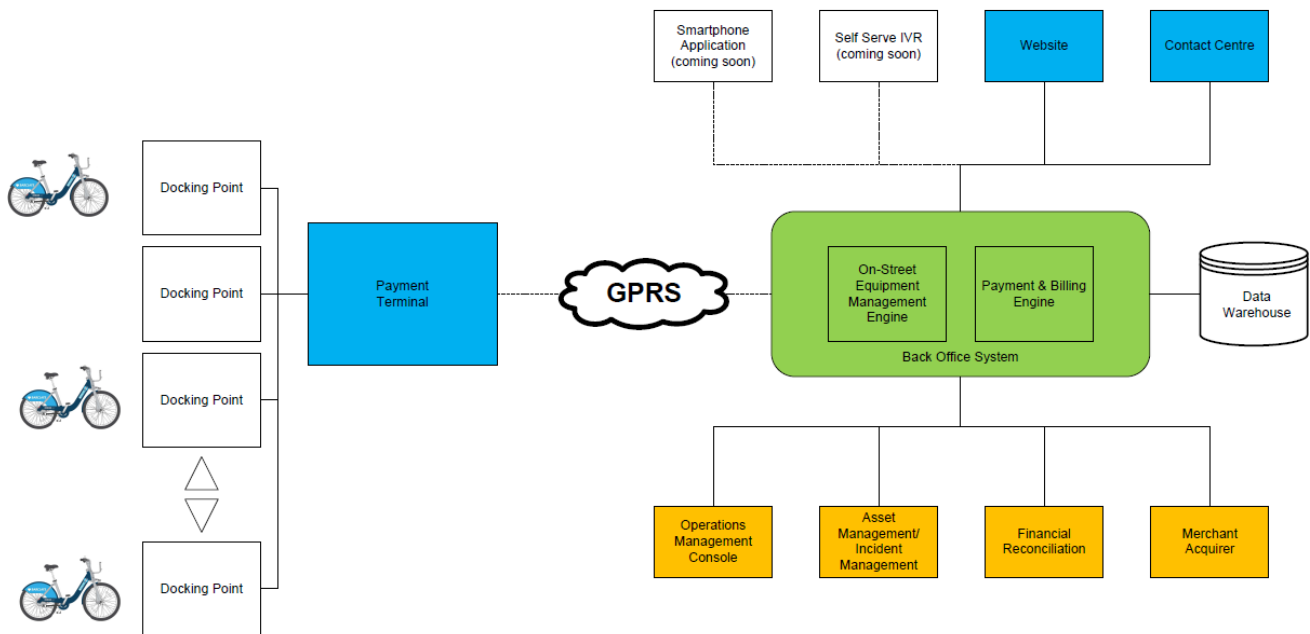 Smartphone
Application
(coming soon)
Self Serve IVR
(coming soon)
Website
Contact Centre
Docking Point
Docking Point
Docking Point
Docking Point
Payment
Terminal
GPRS
On-Street
Equipment
Management
Engine
Payment & Billing
Engine
Back Office System
Data
Warehouse
Operations
Management
Console
Asset
Management/
Incident
Management
Financial
Reconciliation
Merchant
Acquirer